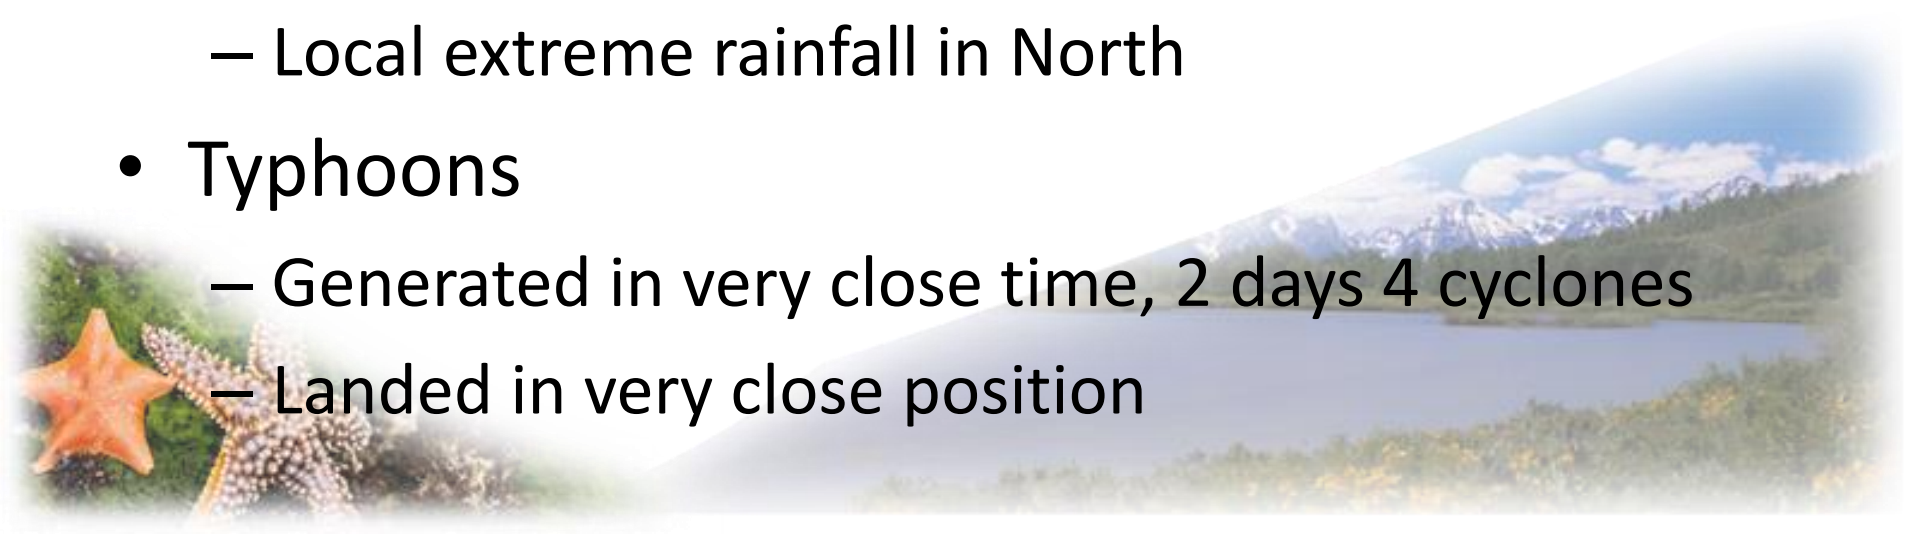 – Local extreme rainfall in North
• Typhoons
– Generated in very close time, 2 days 4 cyclones
– Landed in very close position